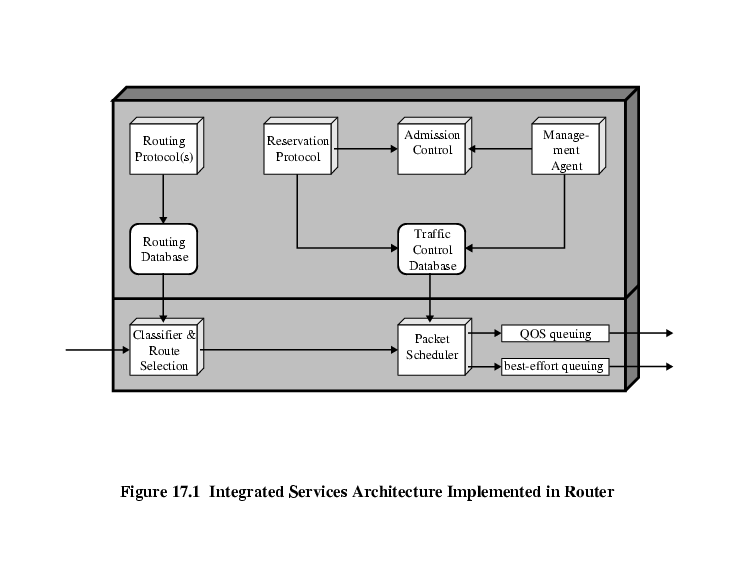 Routing
Protocol(s)
Reservation
Protocol
Admission
Control
Manage-
ment
Agent
Routing
Database
Traffic
Control
Database
Classifier &
Route
Selection
Packet
Scheduler
QOS queuing
best-effort queuing
Figure 17.1 Integrated Services Architecture Implemented in Router